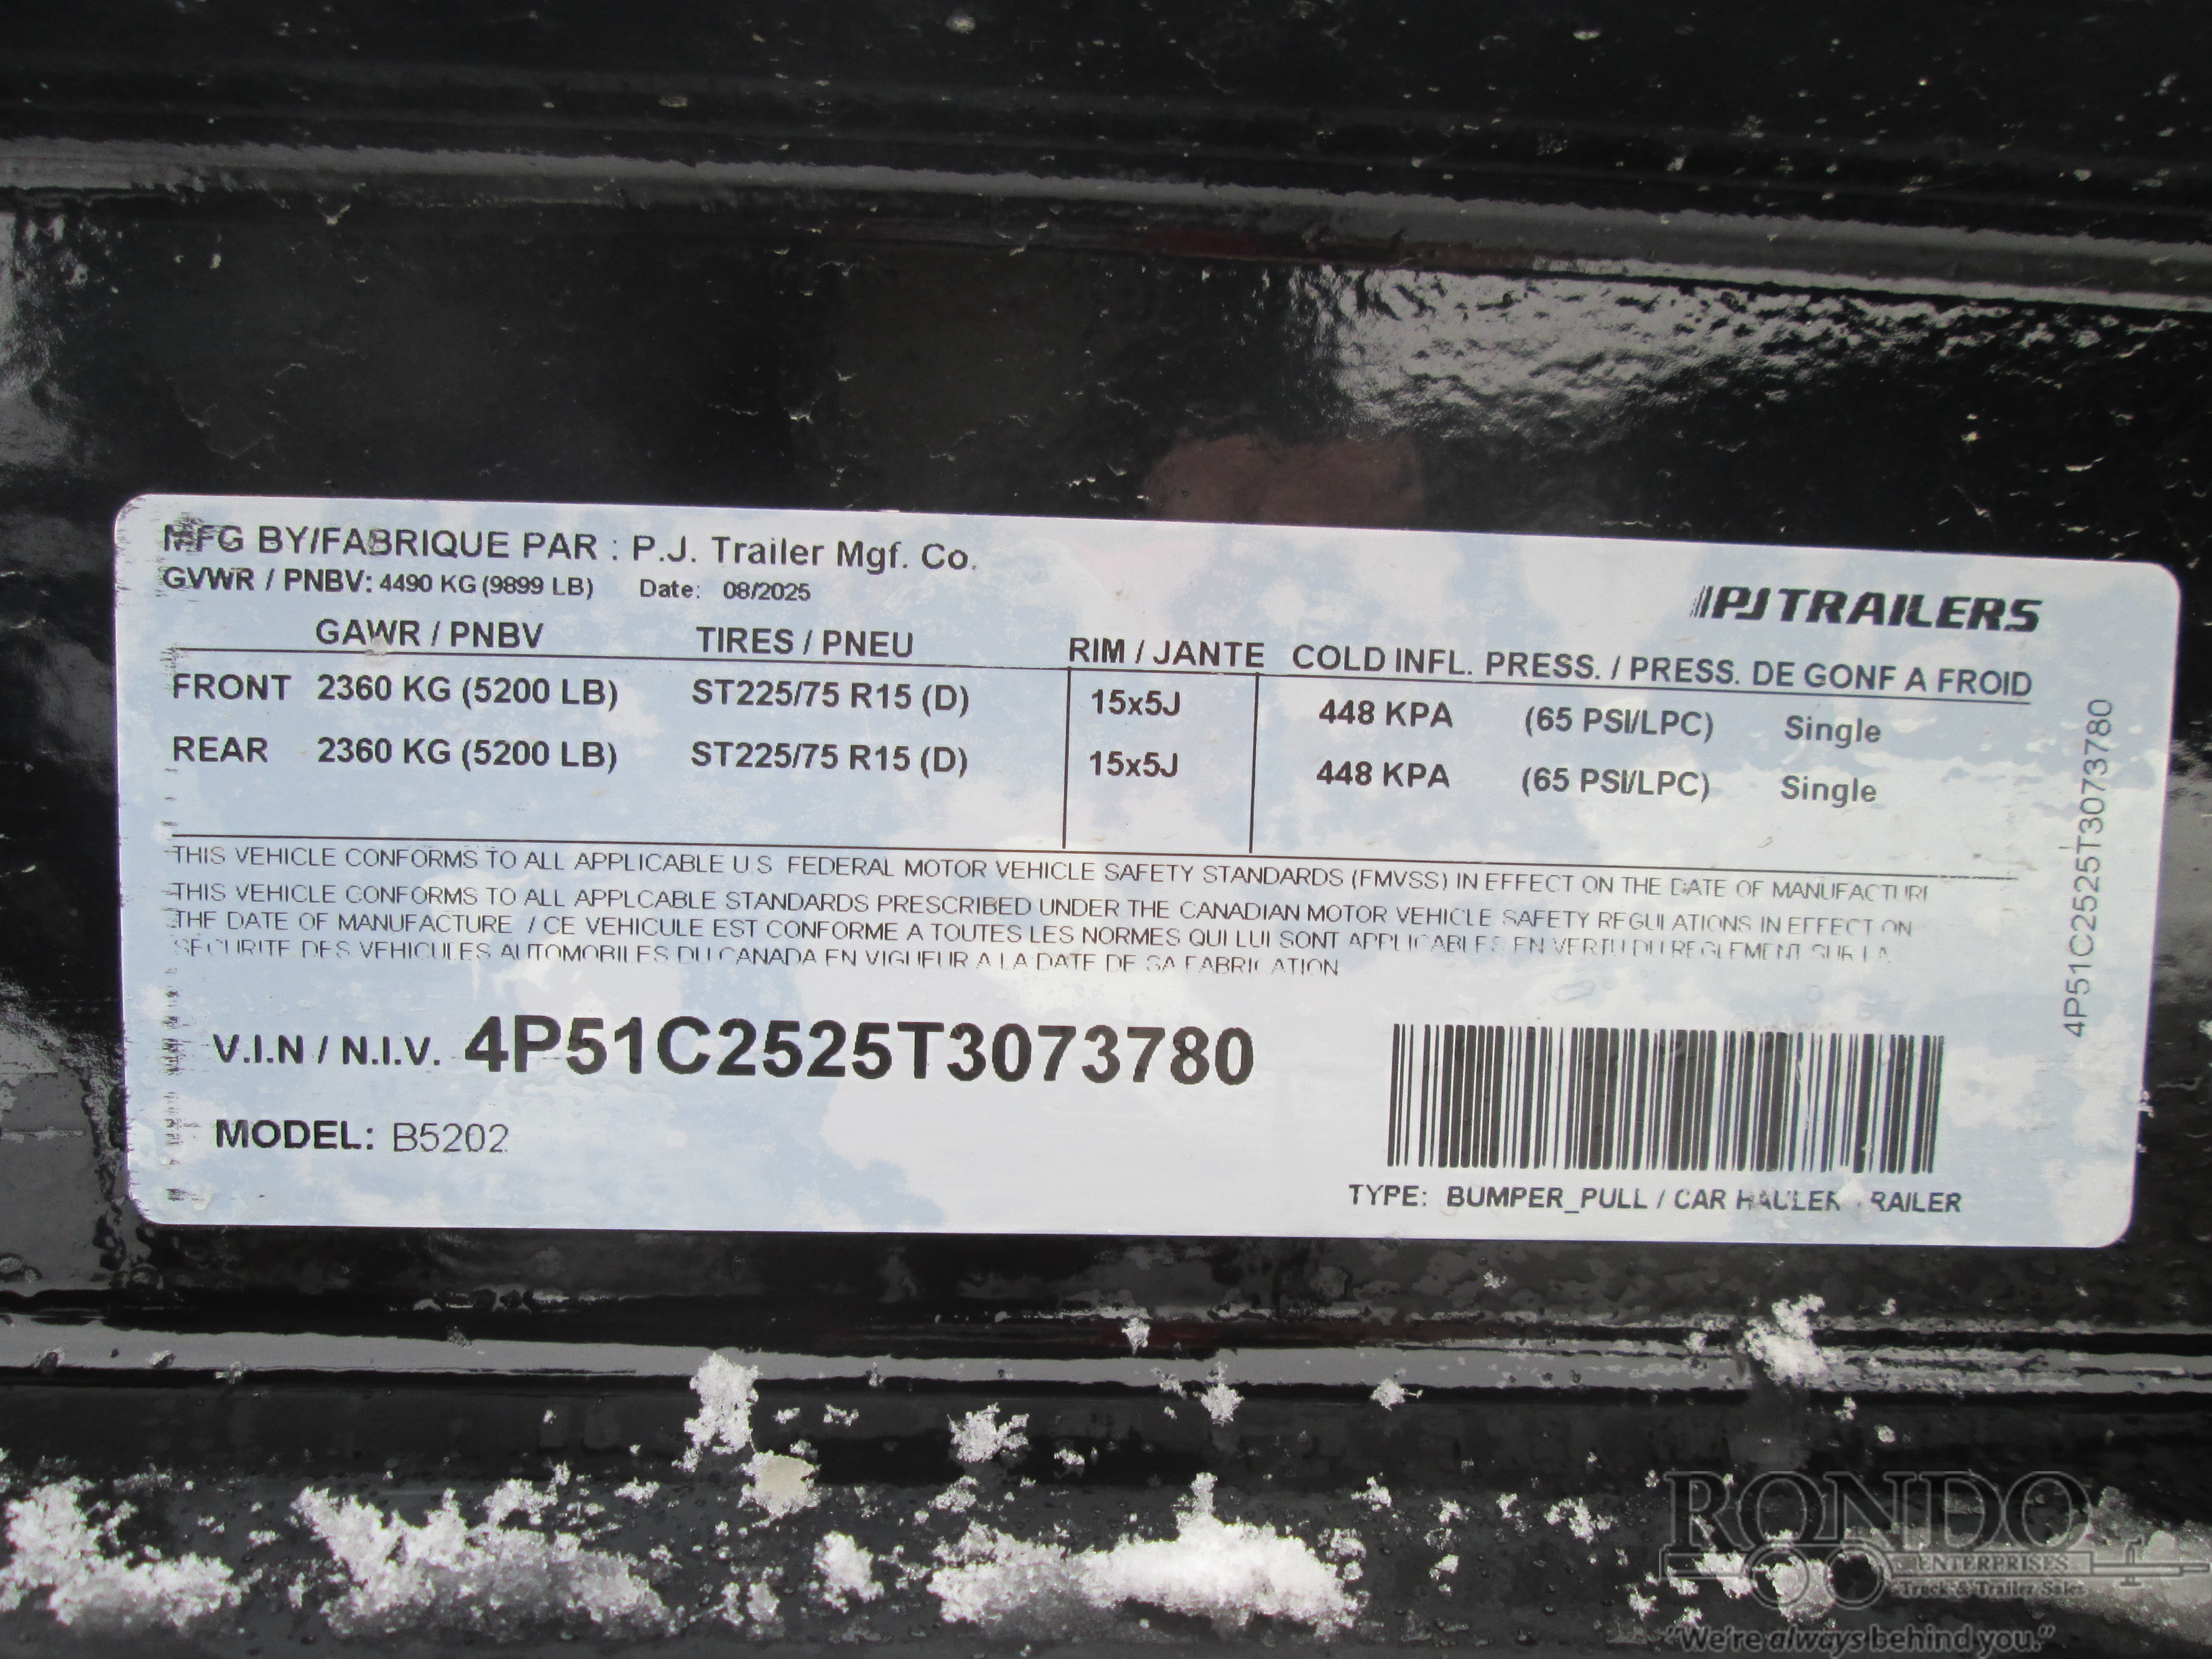 MFG BY/FABRIQUE PAR : P.J. Trailer Mgf. Co.
GVWR / PNBV: 4490 KG (9899 LB) Date: 08/2025
PJ TRAILERS
GAWR / PNBV TIRES / PNEU RIM / JANTE COLD INFL. PRESS. / PRESS. DE GONF A FROID
FRONT 2360 KG (5200 LB) ST225/75 R15 (D) 15x5J 448 KPA (65 PSI/LPC) Single
REAR 2360 KG (5200 LB) ST225/75 R15 (D) 15x5J 448 KPA (65 PSI/LPC) Single
THIS VEHICLE CONFORMS TO ALL APPLICABLE U.S FEDERAL MOTOR VEHICLE SAFETY STANDARDS (FMVSS) IN EFFECT ON THE DATE OF MANUFACTURE
THIS VEHICLE CONFORMS TO ALL APPLCABLE STANDARDS PRESCRIBED UNDER THE CANADIAN MOTOR VEHICLE SAFETY REGULATIONS IN EFFECT ON
THE DATE OF MANUFACTURE / CE VEHICULE EST CONFORME A TOUTES LES NORMES QUI LUI SONT APPLICABLES EN VERTU DU REGLEMENT SUR LA
SECURITE DES VEHICULES AUTOMOBILES DU CANADA EN VIGUEUR A LA DATE DE SA FABRICATION
V.I.N / N.I.V. 4P51C2525T3073780
MODEL: B5202
TYPE: BUMPER_PULL / CAR HAULER TRAILER
4P51C2525T3073780
RONDO
ENTERPRISES
Truck & Trailer Sales
"We're always behind you."